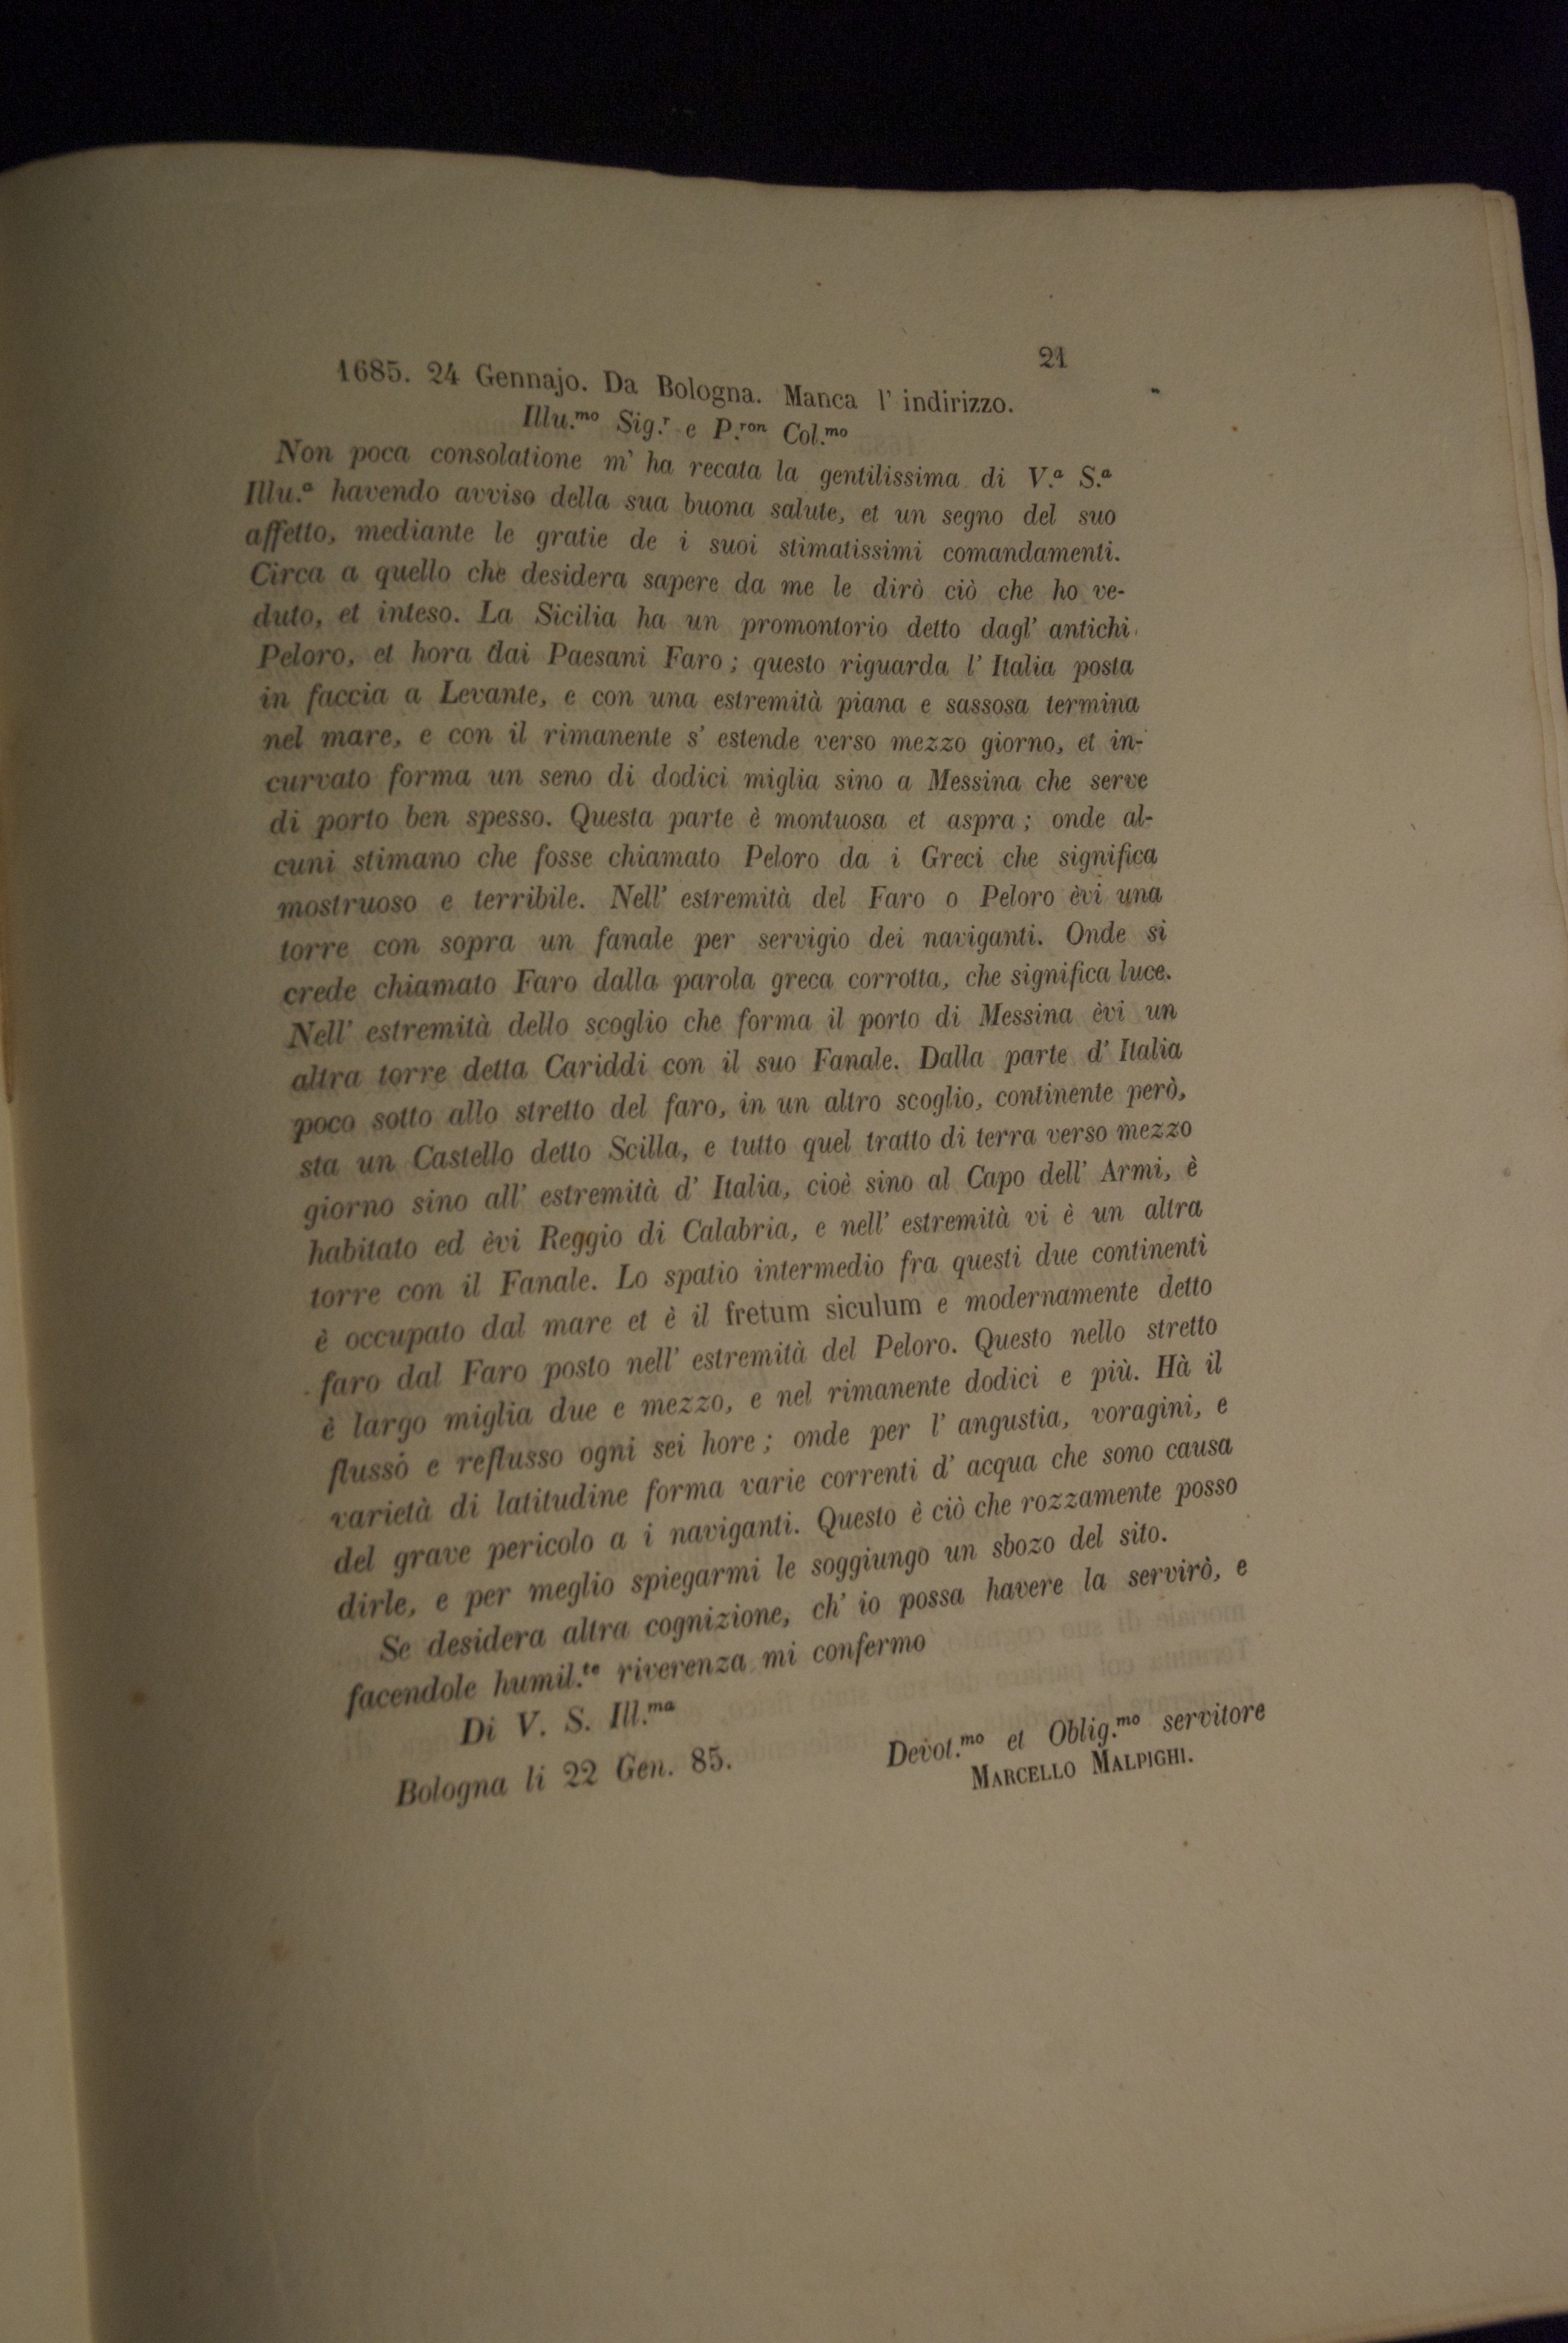 21
1685. 24 Gennajo. Da Bologna. Manca l' indirizzo.
Illu.mo Sig.r e P.ron Col.mo
Non poca consolatione m' ha recata la gentilissima di V.a S.a
Illu.a havendo avviso della sua buona salute, et un segno del suo
affetto, mediante le gratie de i suoi stimatissimi comandamenti.
Circa a quello che desidera sapere da me le dirò ciò che ho ve-
duto, et inteso. La Sicilia ha un promontorio detto dagl' antichi
Peloro, et hora dai Paesani Faro; questo riguarda l' Italia posta
in faccia a Levante, e con una estremità piana e sassosa termina
nel mare, e con il rimanente s' estende verso mezzo giorno, et in-
curvato forma un seno di dodici miglia sino a Messina che serve
di porto ben spesso. Questa parte è montuosa et aspra; onde al-
cuni stimano che fosse chiamato Peloro da i Greci che significa
mostruoso e terribile. Nell' estremità del Faro o Peloro èvi una
torre con sopra un fanale per servigio dei naviganti. Onde si
crede chiamato Faro dalla parola greca corrotta, che significa luce.
Nell' estremità dello scoglio che forma il porto di Messina èvi un
altra torre detta Cariddi con il suo Fanale. Dalla parte d' Italia
poco sotto allo stretto del faro, in un altro scoglio, continente però,
sta un Castello detto Scilla, e tutto quel tratto di terra verso mezzo
giorno sino all' estremità d' Italia, cioè sino al Capo dell' Armi, è
habitato ed èvi Reggio di Calabria, e nell' estremità vi è un altra
torre con il Fanale. Lo spatio intermedio fra questi due continenti
è occupato dal mare et è il fretum siculum e modernamente detto
faro dal Faro posto nell' estremità del Peloro. Questo nello stretto
è largo miglia due e mezzo, e nel rimanente dodici e più. Hà il
flusso e reflusso ogni sei hore; onde per l' angustia, voragini, e
varietà di latitudine forma varie correnti d' acqua che sono causa
del grave pericolo a i naviganti. Questo è ciò che rozzamente posso
dirle, e per meglio spiegarmi le soggiungo un sbozo del sito.
Se desidera altra cognizione, ch' io possa havere la servirò, e
facendole humil.te riverenza mi confermo
Di V. S. Ill.ma
Bologna li 22 Gen. 85.
Devot.mo et Oblig.mo servitore
Marcello Malpighi.